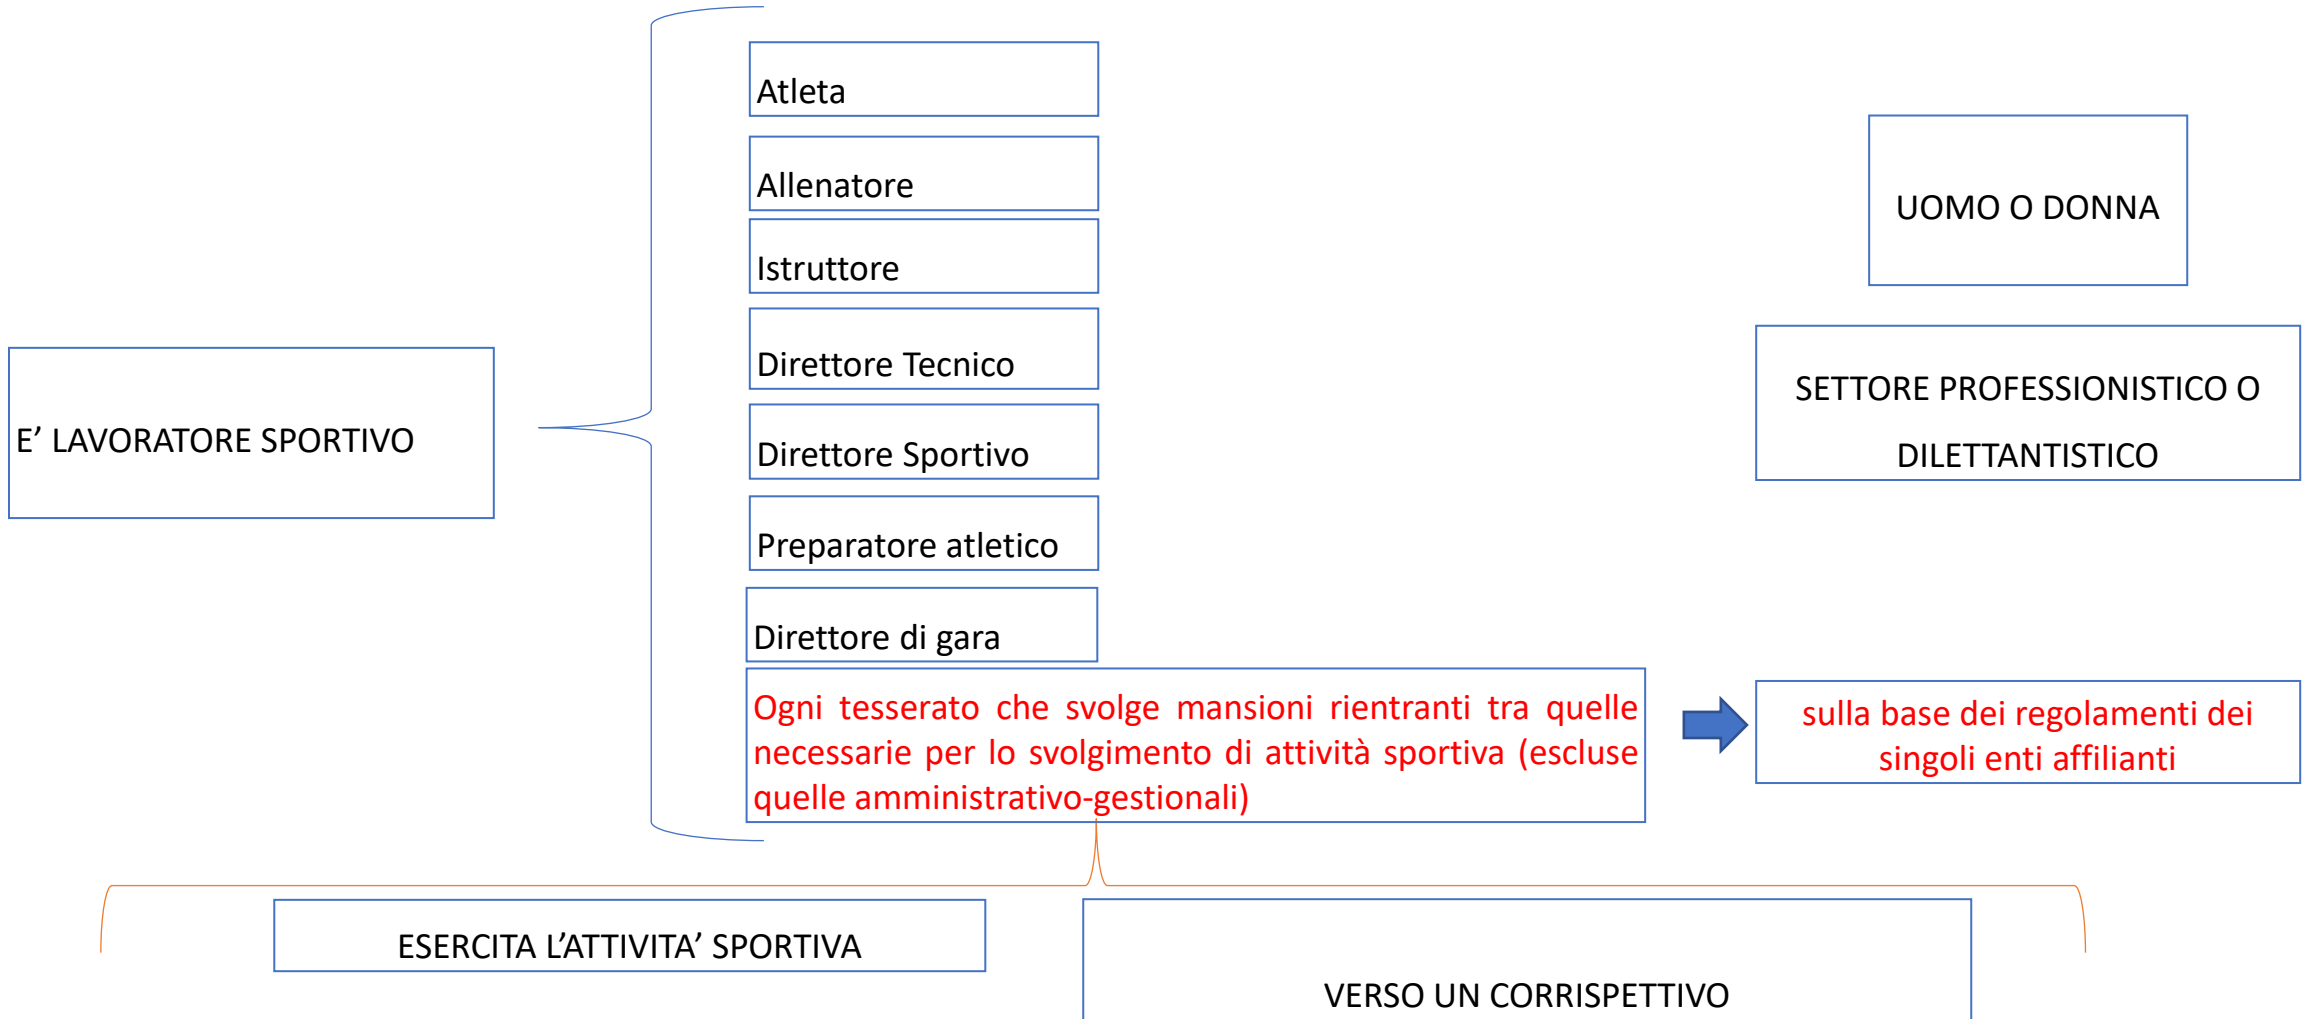 Atleta
Allenatore
Istruttore
Direttore Tecnico
Direttore Sportivo
Preparatore atletico
Direttore di gara
Ogni tesserato che svolge mansioni rientranti tra quelle
necessarie per lo svolgimento di attività sportiva (escluse
quelle amministrativo-gestionali)
E’ LAVORATORE SPORTIVO
UOMO O DONNA
SETTORE PROFESSIONISTICO O
DILETTANTISTICO
sulla base dei regolamenti dei
singoli enti affilianti
ESERCITA L’ATTIVITA’ SPORTIVA
VERSO UN CORRISPETTIVO